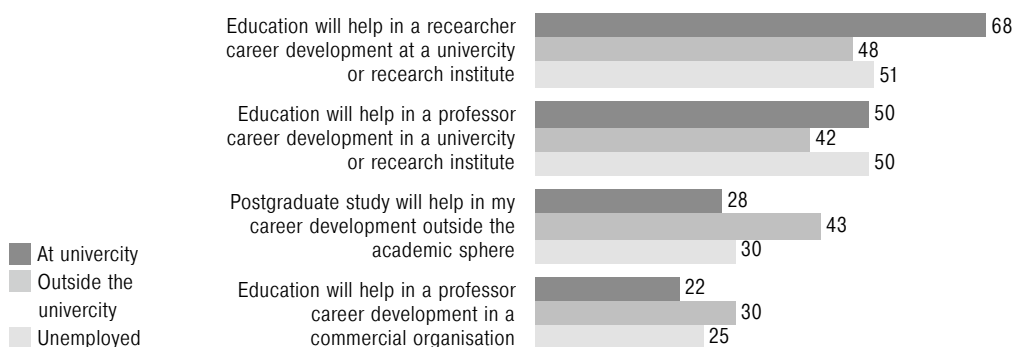 Education will help in a recearcher
career development at a univercity
or recearch institute
68
48
51
Education will help in a professor
career development in a univercity
or recearch institute
50
42
50
Postgraduate study will help in my
career development outside the
academic sphere
28
43
30
Education will help in a professor
career development in a
commercial organisation
22
30
25
At univercity
Outside the
univercity
Unemployed